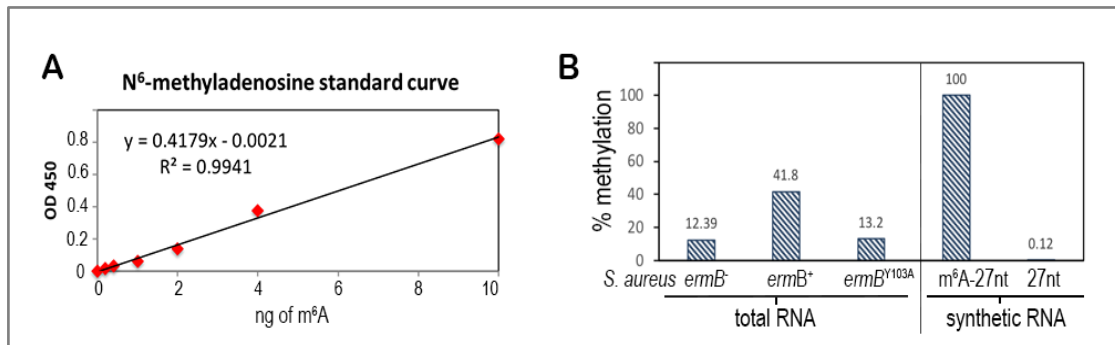 A
N⁶-methyladenosine standard curve
y = 0.4179x - 0.0021
R² = 0.9941
OD 450
0.8
0.6
0.4
0.2
0
0 2 4 6 8 10
ng of m⁶A
B
% methylation
100
80
60
40
20
0
12.39
41.8
13.2
100
0.12
S. aureus ermB⁻ ermB⁺ ermBY103A m⁶A-27nt 27nt
total RNA synthetic RNA